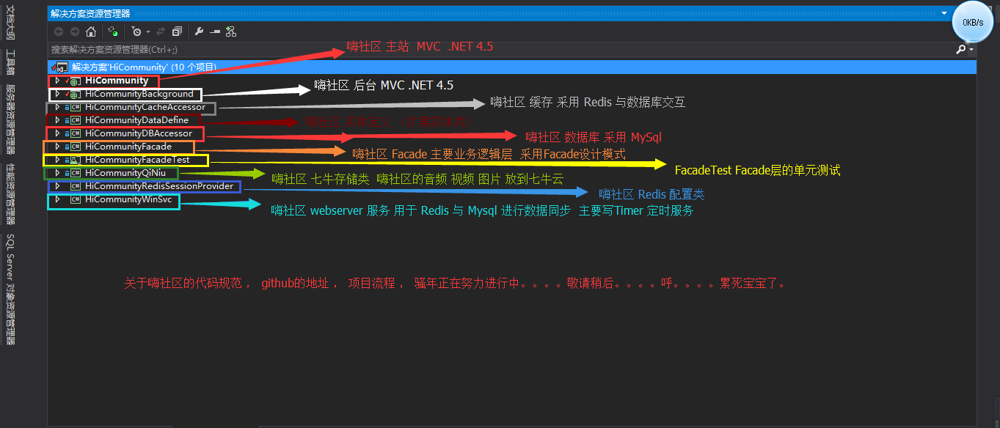 文档大纲
工具箱
服务器资源管理器
性能资源管理器
SQL Server 对象资源管理器
解决方案资源管理器
0KB/s
搜索解决方案资源管理器(Ctrl+;)
嗨社区 主站 MVC .NET 4.5
解决方案'HiCommunity' (10 个项目)
HiCommunity
HiCommunityBackground
嗨社区 后台 MVC .NET 4.5
HiCommunityCacheAccessor
嗨社区 缓存 采用 Redis 与数据库交互
HiCommunityDataDefine
嗨社区
HiCommunityDBAccessor
嗨社区 数据库 采用 MySql
HiCommunityFacade
嗨社区 Facade 主要业务逻辑层 采用Facade设计模式
HiCommunityFacadeTest
FacadeTest Facade层的单元测试
HiCommunityQiNiu
嗨社区 七牛存储类 嗨社区的音频 视频 图片 放到七牛云
HiCommunityRedisSessionProvider
嗨社区 Redis 配置类
HiCommunityWinSvc
嗨社区 webserver 服务 用于 Redis 与 Mysql 进行数据同步 主要写Timer 定时服务
关于嗨社区的代码规范 ， github的地址 ， 项目流程 ， 骚年正在努力进行中。。。。敬请稍后。。。。呼。。。。累死宝宝了。